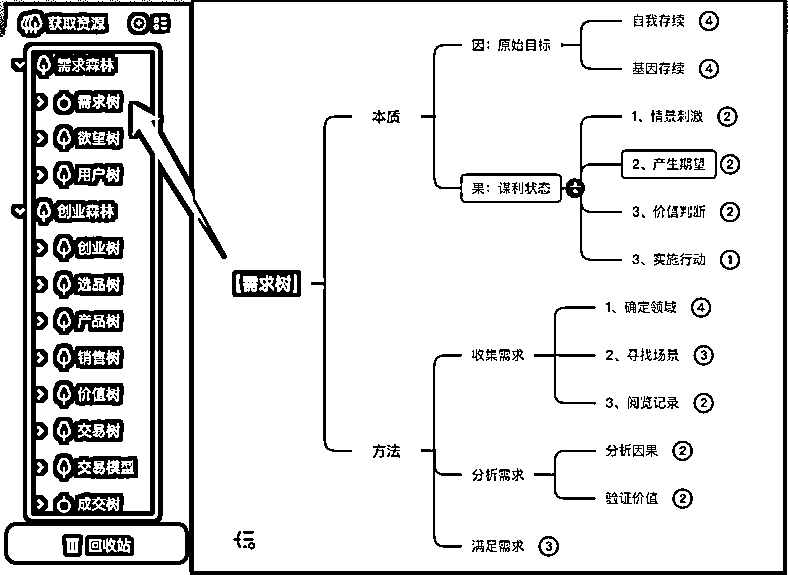 获取资源
需求森林
需求树
欲望树
用户树
创业森林
创业树
选品树
产品树
销售树
价值树
交易树
交易模型
成交树
回收站
【需求树】
本质
因：原始目标
自我存续 4
基因存续 4
果：谋利状态
1、情景刺激 2
2、产生期望 2
3、价值判断 2
3、实施行动 1
方法
收集需求
1、确定领域 4
2、寻找场景 3
3、阅览记录 2
分析需求
分析因果 2
验证价值 2
满足需求 3